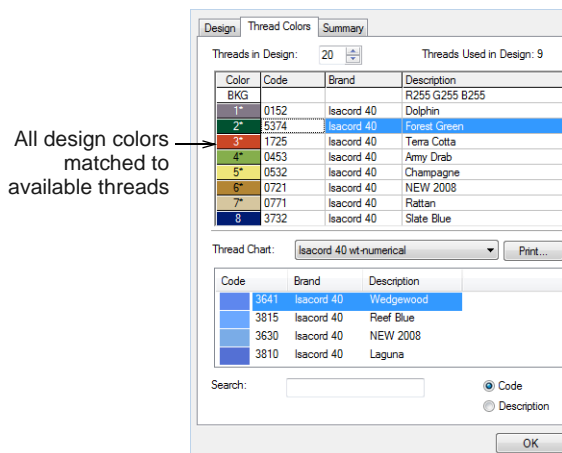 Design Thread Colors Summary
Threads in Design: 20 Threads Used in Design: 9
Color Code Brand Description
BKG R255 G255 B255
1* 0152 Isacord 40 Dolphin
2* 5374 Isacord 40 Forest Green
3* 1725 Isacord 40 Terra Cotta
4* 0453 Isacord 40 Army Drab
5* 0532 Isacord 40 Champagne
6* 0721 Isacord 40 NEW 2008
7* 0771 Isacord 40 Rattan
8 3732 Isacord 40 Slate Blue
All design colors
matched to
available threads
Thread Chart: Isacord 40 wt-numerical Print...
Code Brand Description
3641 Isacord 40 Wedgewood
3815 Isacord 40 Reef Blue
3630 Isacord 40 NEW 2008
3810 Isacord 40 Laguna
Search: Code
Description
OK